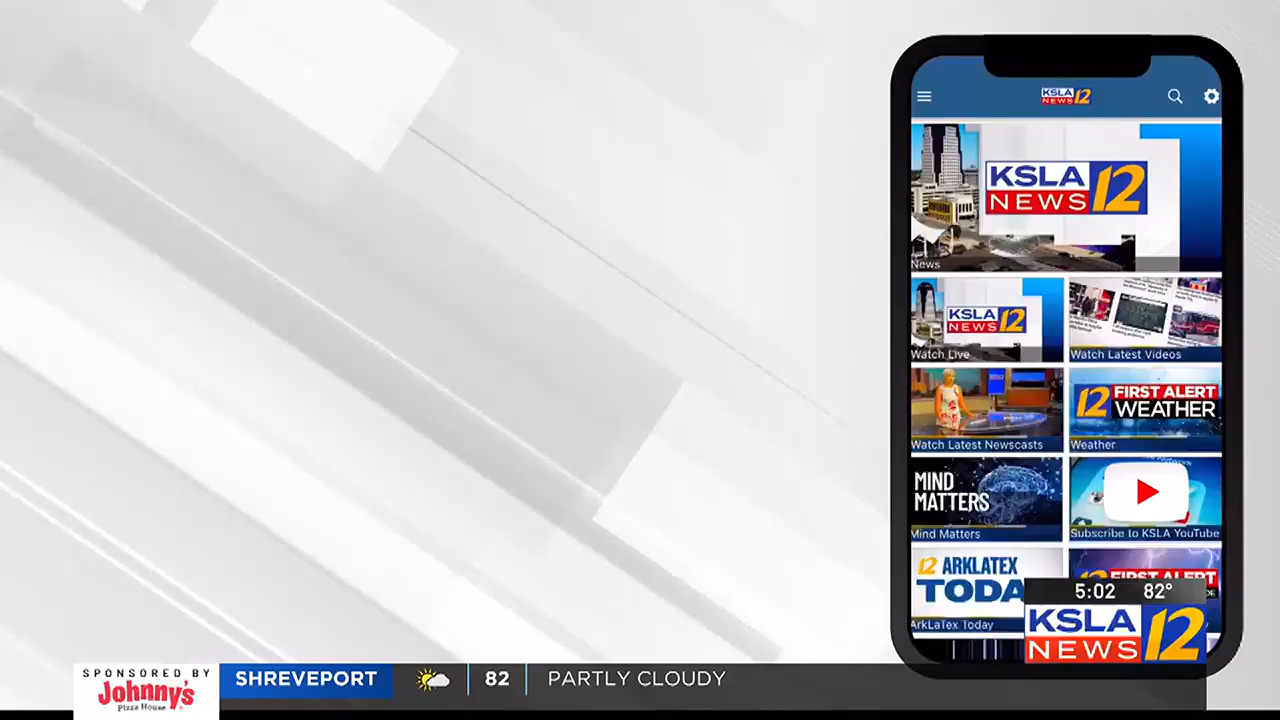 KSLA
NEWS 12
KSLA 12
NEWS
News
KSLA
NEWS 12
Watch Live
Watch Latest Videos
Watch Latest Newscasts
12 FIRST ALERT
WEATHER
Weather
MIND
MATTERS
Mind Matters
Subscribe to KSLA YouTube
12 ARKLATEX
TODA
ArkLaTex Today
12 FIRST ALERT
5:02 82°
KSLA 12
NEWS
SPONSORED BY
Johnny's
Pizza House
SHREVEPORT 82 PARTLY CLOUDY